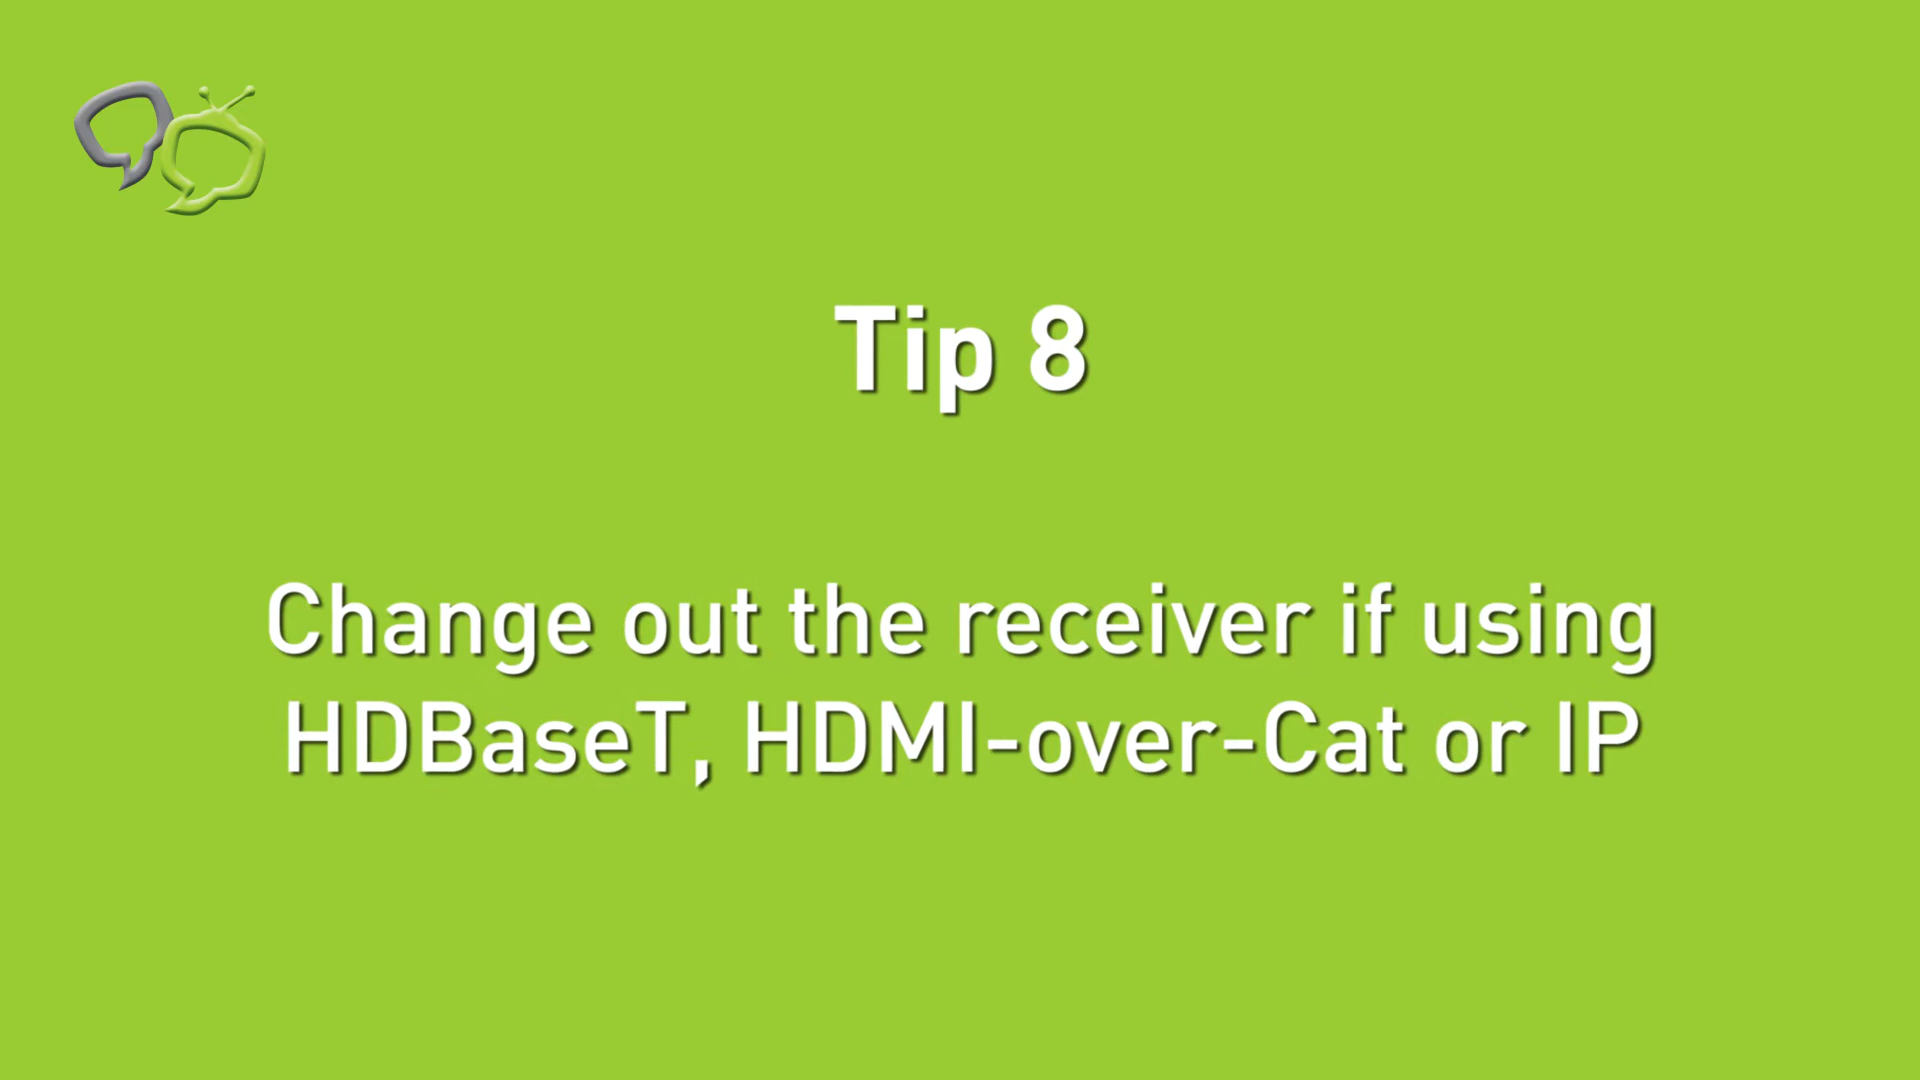 Tip 8
Change out the receiver if using
HDBaseT, HDMI-over-Cat or IP